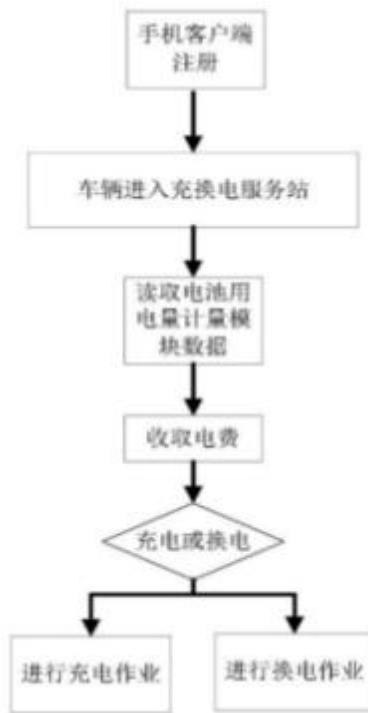 手机客户端
注册
车辆进入充换电服务站
读取电池用
电量计量模
块数据
收取电费
充电或换电
进行充电作业
进行换电作业